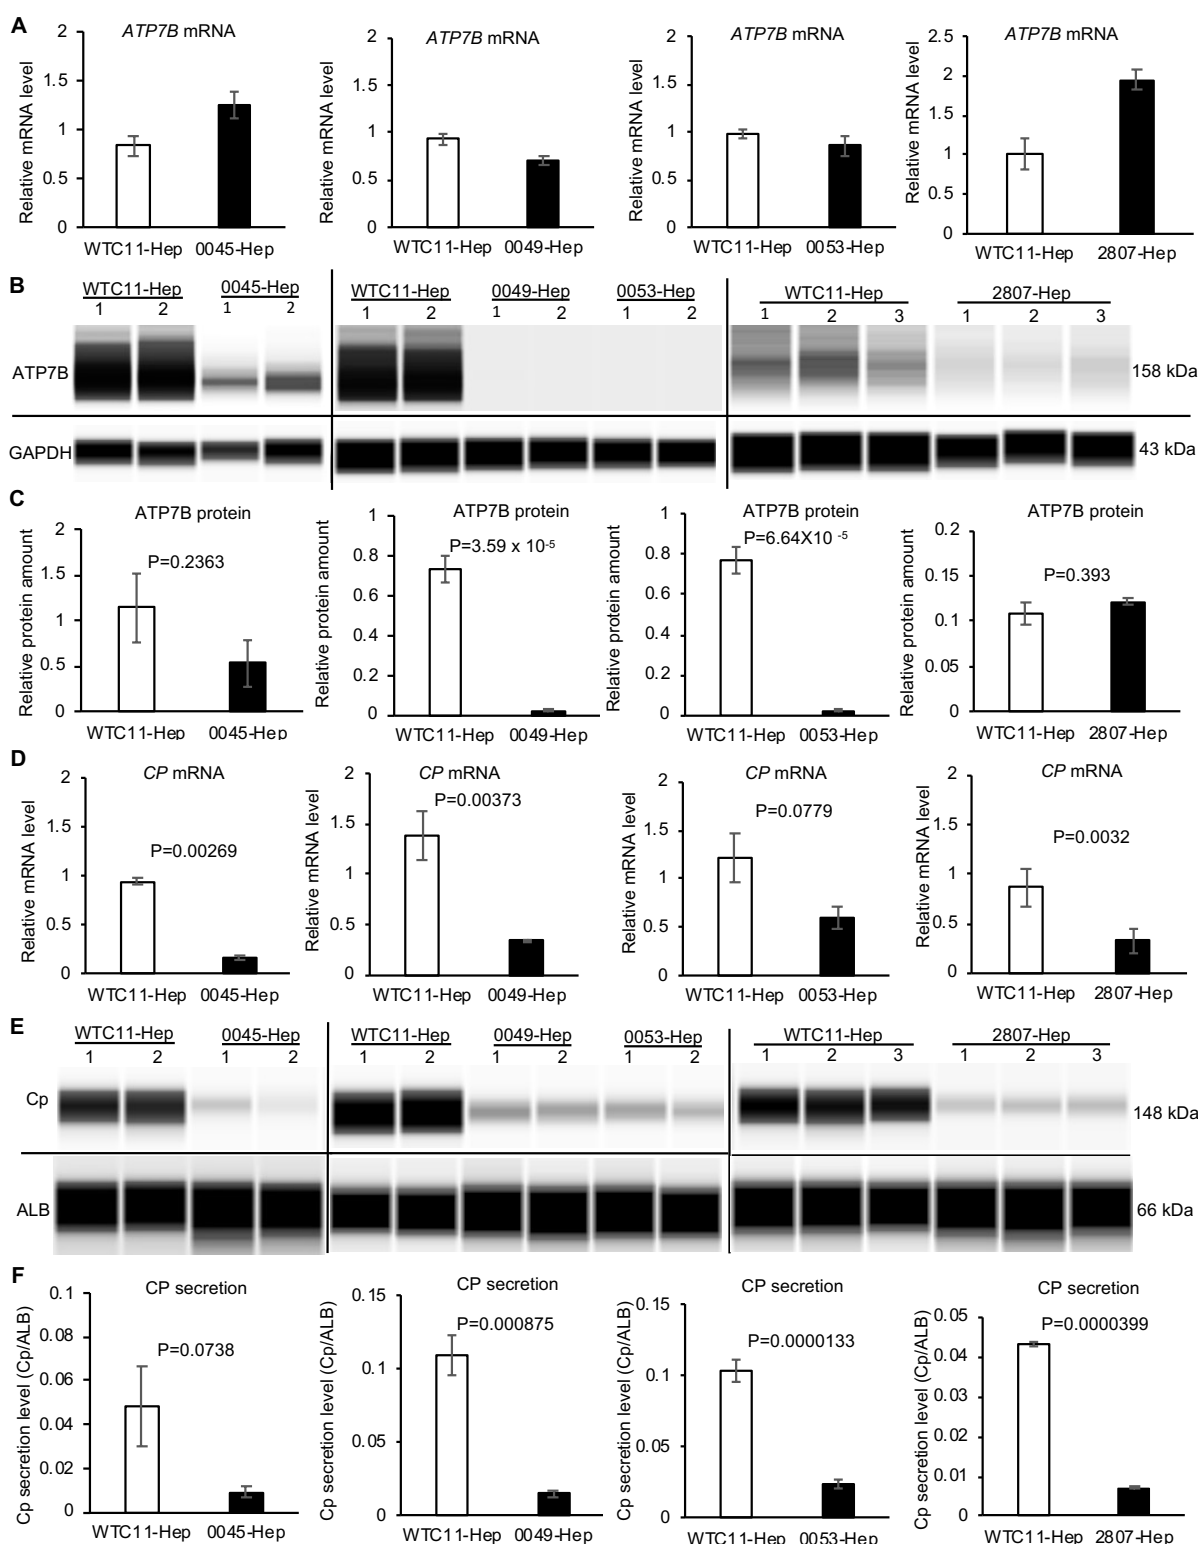 A
ATP7B mRNA
Relative mRNA level
2
1.5
1
0.5
0
WTC11-Hep 0045-Hep
ATP7B mRNA
Relative mRNA level
2
1.5
1
0.5
0
WTC11-Hep 0049-Hep
ATP7B mRNA
Relative mRNA level
2
1.5
1
0.5
0
WTC11-Hep 0053-Hep
ATP7B mRNA
Relative mRNA level
2.5
2
1.5
1
0.5
0
WTC11-Hep 2807-Hep
B
WTC11-Hep 0045-Hep WTC11-Hep 0049-Hep 0053-Hep WTC11-Hep 2807-Hep
1 2 1 2 1 2 1 2 1 2 1 2 3 1 2 3
ATP7B 158 kDa
GAPDH 43 kDa
C
ATP7B protein
P=0.2363
Relative protein amount
2
1.5
1
0.5
0
WTC11-Hep 0045-Hep
ATP7B protein
P=3.59 x 10-5
Relative protein amount
1
0.8
0.6
0.4
0.2
0
WTC11-Hep 0049-Hep
ATP7B protein
P=6.64X10 -5
Relative protein amount
1
0.8
0.6
0.4
0.2
0
WTC11-Hep 0053-Hep
ATP7B protein
P=0.393
Relative protein amount
0.2
0.15
0.1
0.05
0
WTC11-Hep 2807-Hep
D
CP mRNA
P=0.00269
Relative mRNA level
2
1.5
1
0.5
0
WTC11-Hep 0045-Hep
CP mRNA
P=0.00373
Relative mRNA level
2
1.5
1
0.5
0
WTC11-Hep 0049-Hep
CP mRNA
P=0.0779
Relative mRNA level
2
1.5
1
0.5
0
WTC11-Hep 0053-Hep
CP mRNA
P=0.0032
Relative mRNA level
2
1.5
1
0.5
0
WTC11-Hep 2807-Hep
E
WTC11-Hep 0045-Hep WTC11-Hep 0049-Hep 0053-Hep WTC11-Hep 2807-Hep
1 2 1 2 1 2 1 2 1 2 1 2 3 1 2 3
Cp 148 kDa
ALB 66 kDa
F
CP secretion
P=0.0738
Cp secretion level (Cp/ALB)
0.1
0.08
0.06
0.04
0.02
0
WTC11-Hep 0045-Hep
CP secretion
P=0.000875
Cp secretion level (Cp/ALB)
0.15
0.1
0.05
0
WTC11-Hep 0049-Hep
CP secretion
P=0.0000133
Cp secretion level (Cp/ALB)
0.15
0.1
0.05
0
WTC11-Hep 0053-Hep
CP secretion
P=0.0000399
Cp secretion level (Cp/ALB)
0.05
0.04
0.03
0.02
0.01
0
WTC11-Hep 2807-Hep